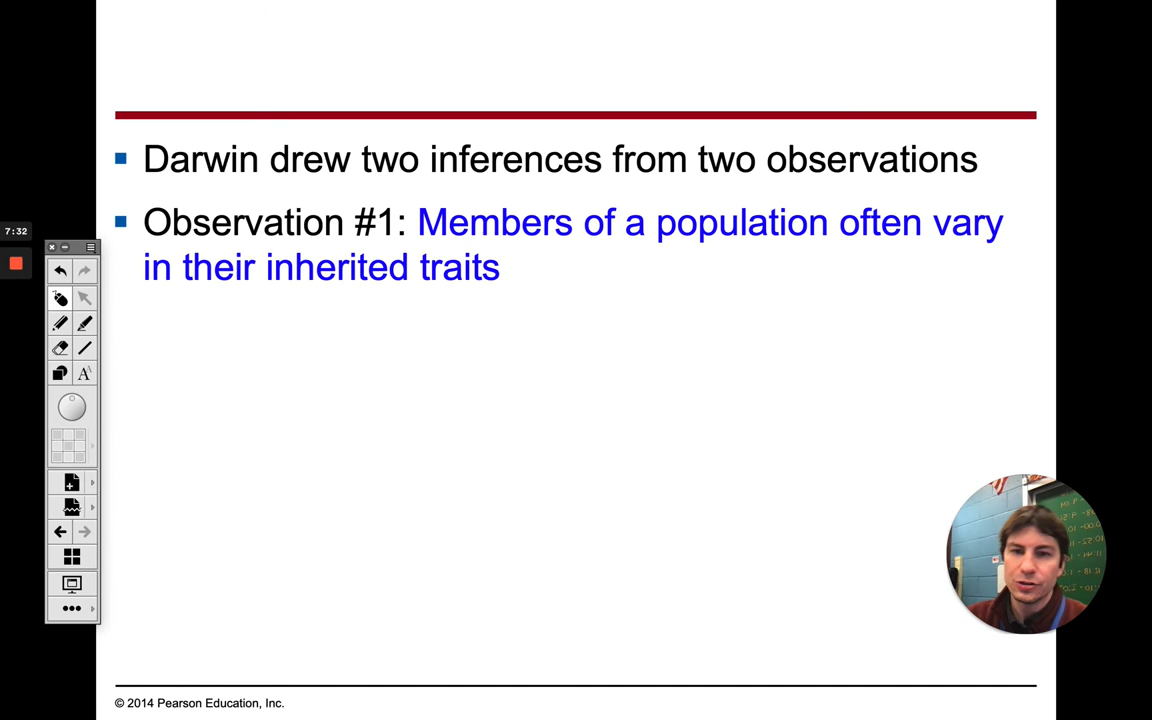 Darwin drew two inferences from two observations
Observation #1: Members of a population often vary
in their inherited traits
7:32
A
© 2014 Pearson Education, Inc.